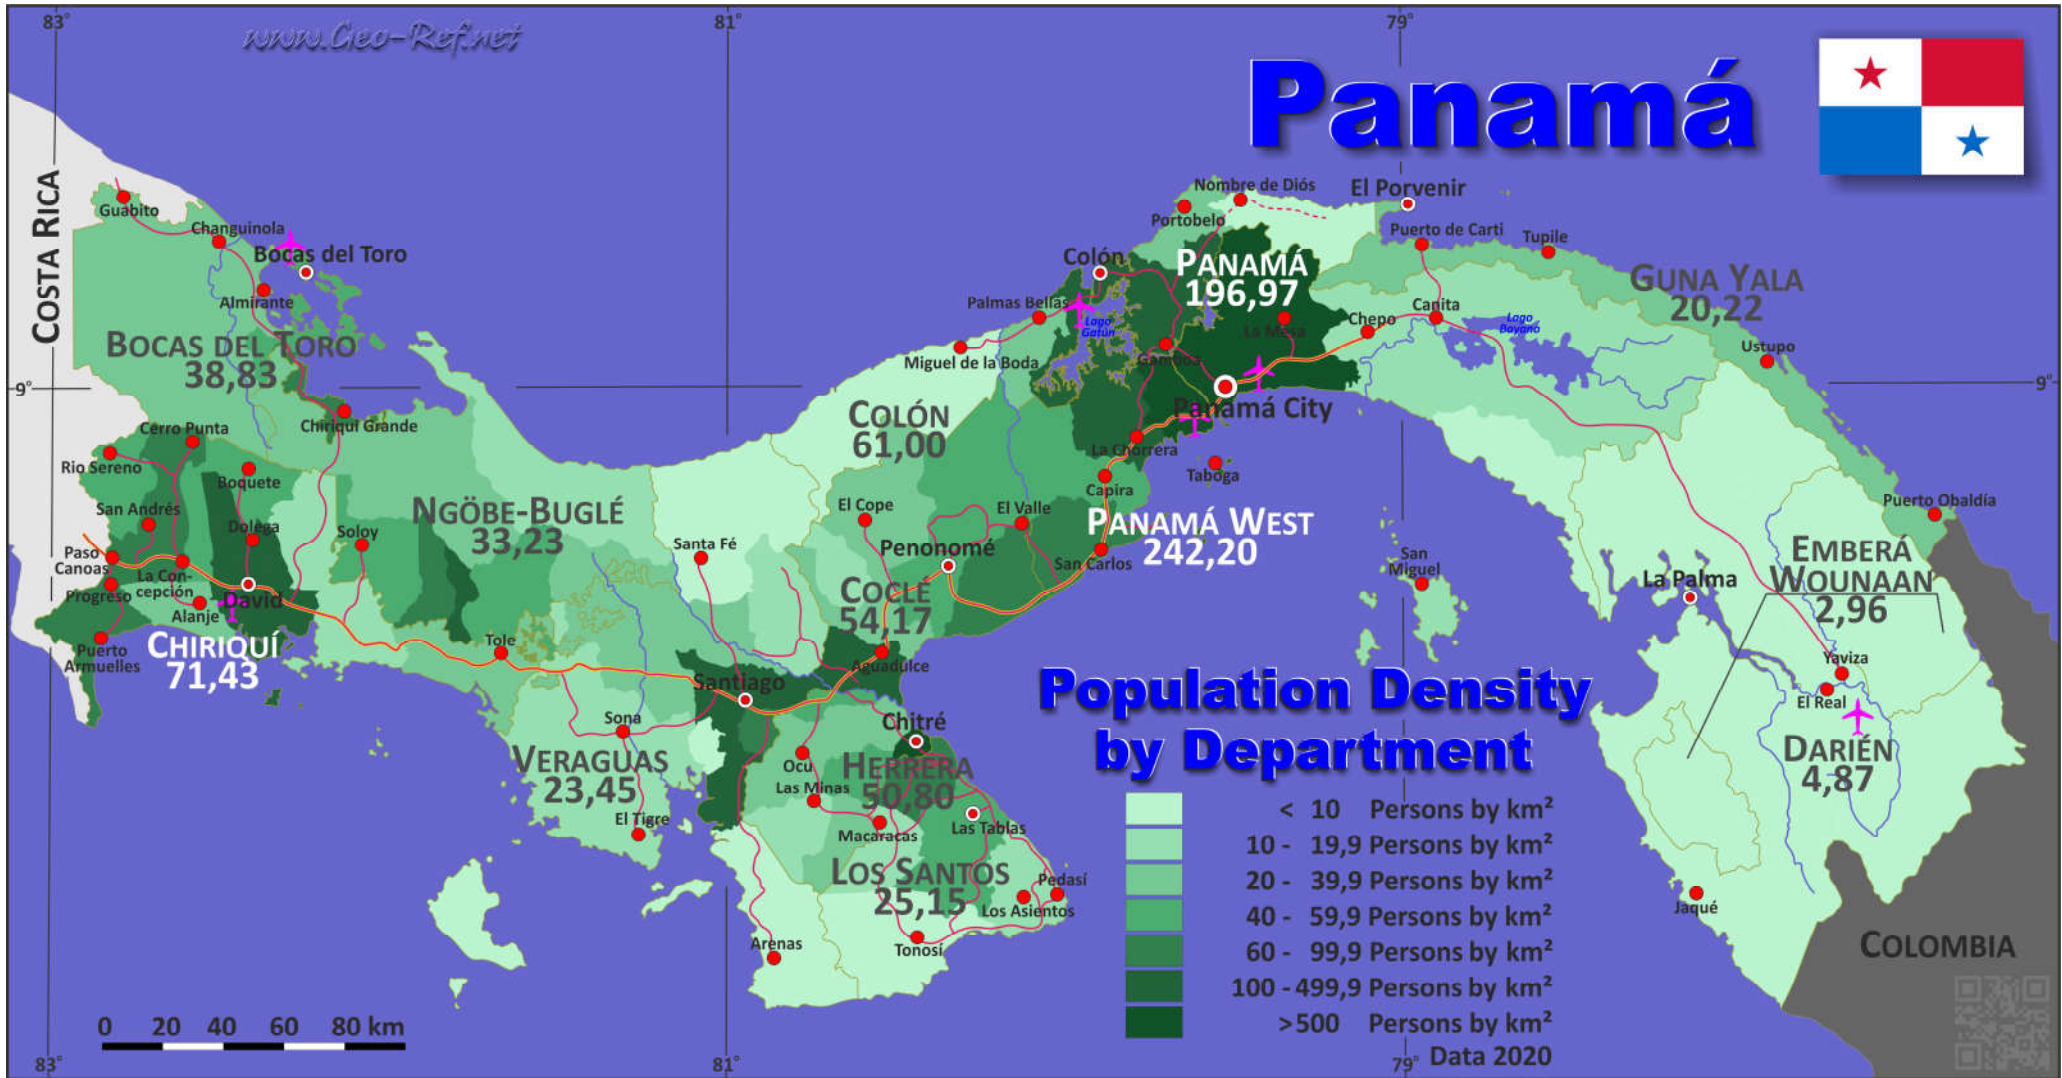 83°
81°
79°
www.Geo-Ref.net
Panamá
COSTA RICA
Guabito
Changuinola
Bocas del Toro
Almirante
BOCAS DEL TORO
38,83
9°
Chiriqui Grande
Cerro Punta
Rio Sereno
Boquete
San Andrés
Dolega
Soloy
Paso
Canoas
La Con-
cepción
Progreso
Alanje
David
Puerto
Armuelles
CHIRIQUÍ
71,43
NGÖBE-BUGLÉ
33,23
Tole
Santa Fé
Santiago
Sona
VERAGUAS
23,45
El Tigre
Arenas
Nombre de Diós
Portobelo
El Porvenir
Colón
Palmas Bellas
Lago
Gatún
Miguel de la Boda
COLÓN
61,00
PANAMÁ
196,97
La Mesa
Gamboa
Panamá City
La Chorrera
Taboga
Capira
PANAMÁ WEST
242,20
San Carlos
El Valle
El Cope
Penonomé
COCLÉ
54,17
Aguadulce
Chitré
Ocu
HERRERA
50,80
Las Minas
Macaracas
Las Tablas
LOS SANTOS
25,15
Pedasí
Los Asientos
Tonosí
Puerto de Carti
Tupile
Chepo
Canita
Lago
Bayano
GUNA YALA
20,22
Ustupo
9°
Puerto Obaldía
San
Miguel
La Palma
EMBERÁ
WOUNAAN
2,96
Yaviza
El Real
DARIÉN
4,87
Jaqué
COLOMBIA
Population Density
by Department
< 10 Persons by km²
10 - 19,9 Persons by km²
20 - 39,9 Persons by km²
40 - 59,9 Persons by km²
60 - 99,9 Persons by km²
100 - 499,9 Persons by km²
>500 Persons by km²
Data 2020
0 20 40 60 80 km
83°
81°
79°